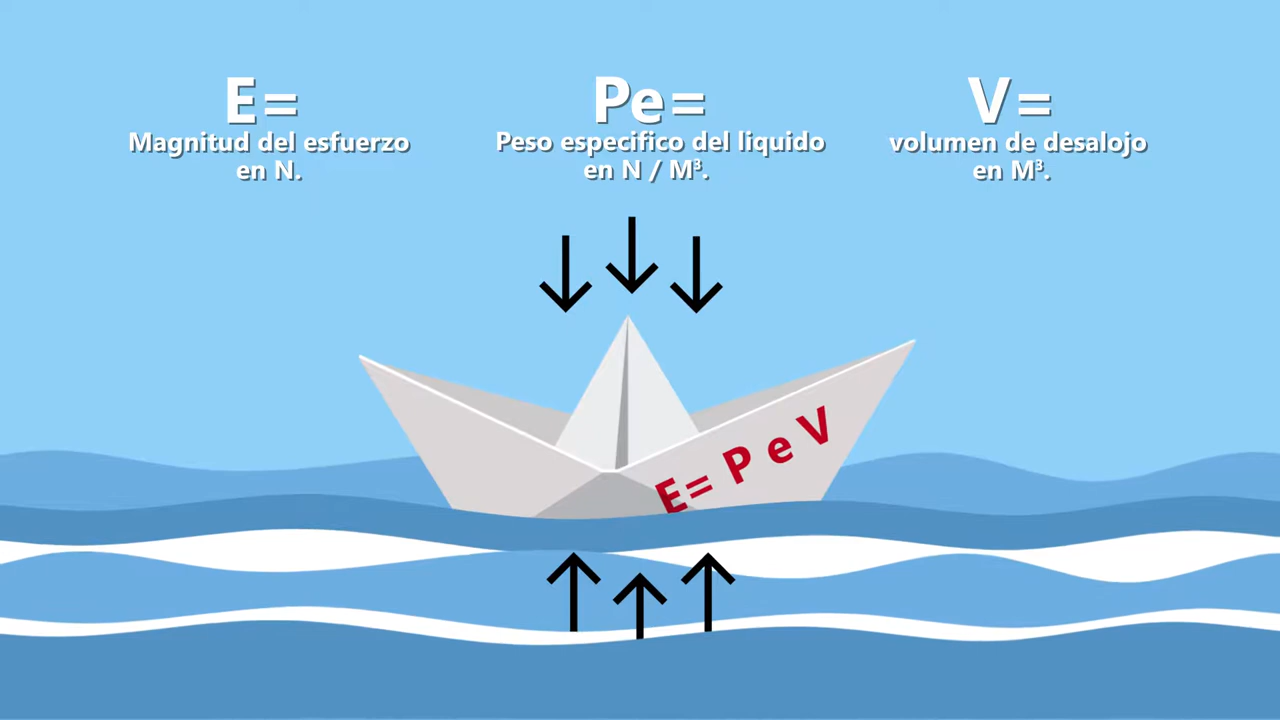 E=
Magnitud del esfuerzo
en N.
Pe=
Peso especifico del liquido
en N / M³.
V=
volumen de desalojo
en M³.
E= P e V